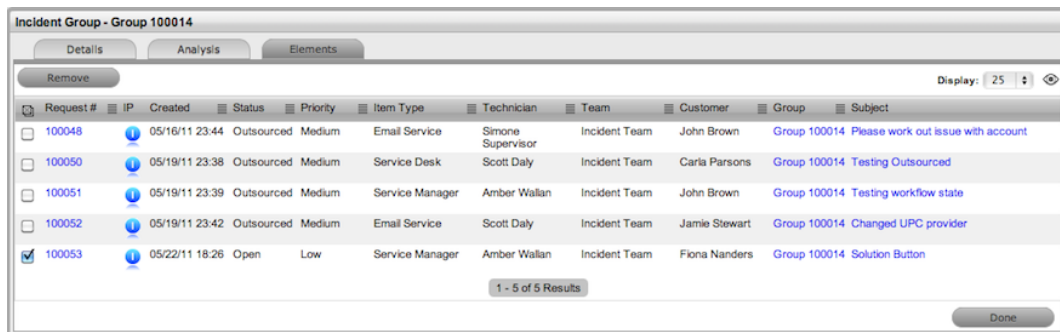 Incident Group - Group 100014
Details Analysis Elements
Remove Display: 25
Request # IP Created Status Priority Item Type Technician Team Customer Group Subject
100048 05/16/11 23:44 Outsourced Medium Email Service Simone Supervisor Incident Team John Brown Group 100014 Please work out issue with account
100050 05/19/11 23:38 Outsourced Medium Service Desk Scott Daly Incident Team Carla Parsons Group 100014 Testing Outsourced
100051 05/19/11 23:39 Outsourced Medium Service Manager Amber Wallan Incident Team John Brown Group 100014 Testing workflow state
100052 05/19/11 23:42 Outsourced Medium Email Service Scott Daly Incident Team Jamie Stewart Group 100014 Changed UPC provider
100053 05/22/11 18:26 Open Low Service Manager Amber Wallan Incident Team Fiona Nanders Group 100014 Solution Button
1 - 5 of 5 Results
Done